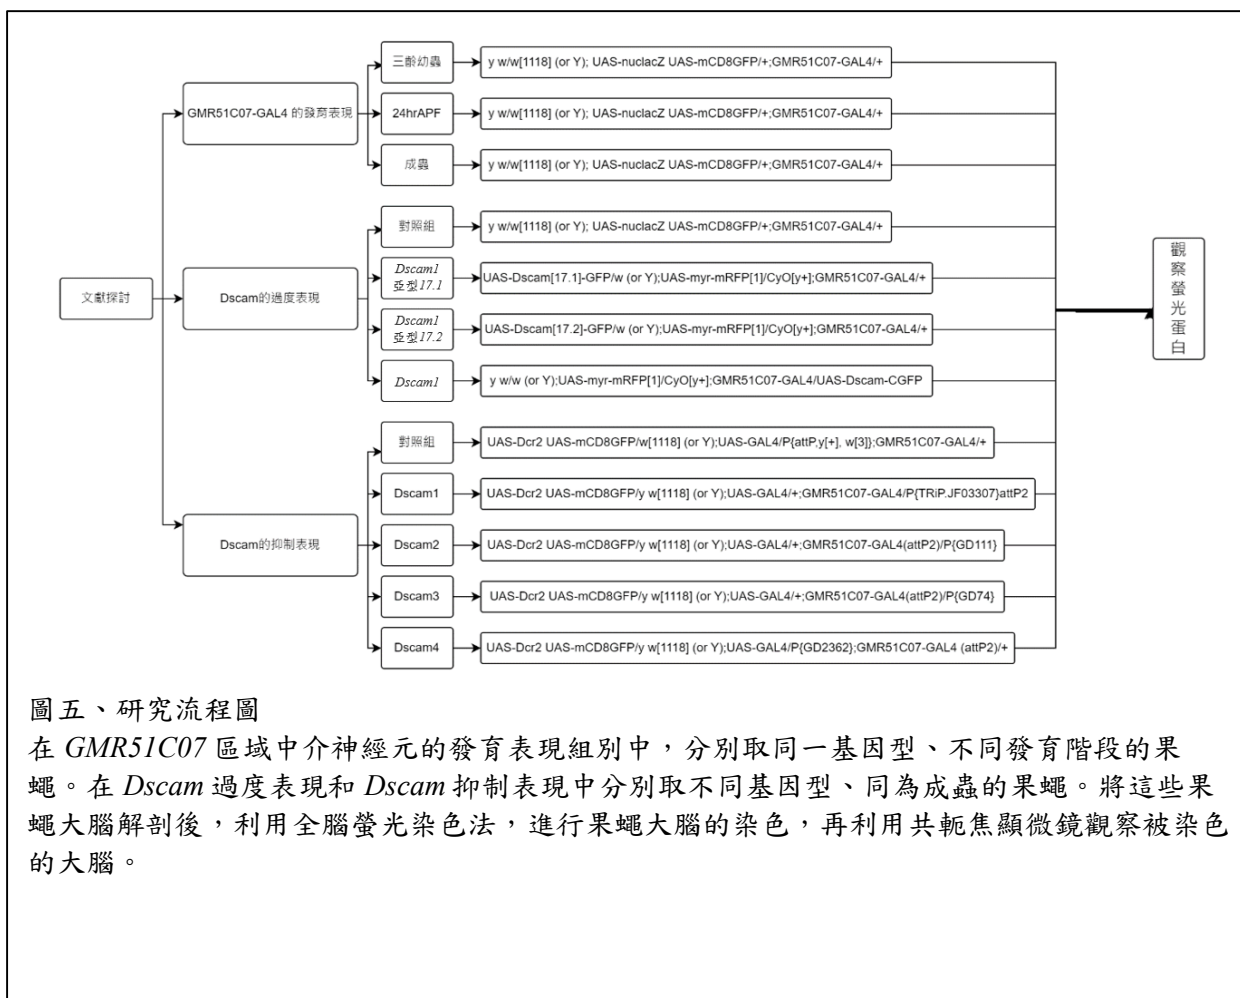 文獻探討
GMR51C07-GAL4 的發育表現
三齡幼蟲
y w/w[1118] (or Y); UAS-nuclacZ UAS-mCD8GFP/+;GMR51C07-GAL4/+
24hrAPF
y w/w[1118] (or Y); UAS-nuclacZ UAS-mCD8GFP/+;GMR51C07-GAL4/+
成蟲
y w/w[1118] (or Y); UAS-nuclacZ UAS-mCD8GFP/+;GMR51C07-GAL4/+
Dscam的過度表現
對照組
y w/w[1118] (or Y); UAS-nuclacZ UAS-mCD8GFP/+;GMR51C07-GAL4/+
Dscam1
亞型17.1
UAS-Dscam[17.1]-GFP/w (or Y);UAS-myr-mRFP[1]/CyO[y+];GMR51C07-GAL4/+
Dscam1
亞型17.2
UAS-Dscam[17.2]-GFP/w (or Y);UAS-myr-mRFP[1]/CyO[y+];GMR51C07-GAL4/+
Dscam1
y w/w (or Y);UAS-myr-mRFP[1]/CyO[y+];GMR51C07-GAL4/UAS-Dscam-CGFP
Dscam的抑制表現
對照組
UAS-Dcr2 UAS-mCD8GFP/w[1118] (or Y);UAS-GAL4/P{attP,y[+], w[3]};GMR51C07-GAL4/+
Dscam1
UAS-Dcr2 UAS-mCD8GFP/y w[1118] (or Y);UAS-GAL4/+;GMR51C07-GAL4/P{TRiP.JF03307}attP2
Dscam2
UAS-Dcr2 UAS-mCD8GFP/y w[1118] (or Y);UAS-GAL4/+;GMR51C07-GAL4(attP2)/P{GD111}
Dscam3
UAS-Dcr2 UAS-mCD8GFP/y w[1118] (or Y);UAS-GAL4/+;GMR51C07-GAL4(attP2)/P{GD74}
Dscam4
UAS-Dcr2 UAS-mCD8GFP/y w[1118] (or Y);UAS-GAL4/P{GD2362};GMR51C07-GAL4 (attP2)/+
觀察螢光蛋白
圖五、研究流程圖
在 GMR51C07 區域中介神經元的發育表現組別中，分別取同一基因型、不同發育階段的果
蠅。在 Dscam 過度表現和 Dscam 抑制表現中分別取不同基因型、同為成蟲的果蠅。將這些果
蠅大腦解剖後，利用全腦螢光染色法，進行果蠅大腦的染色，再利用共軛焦顯微鏡觀察被染色
的大腦。